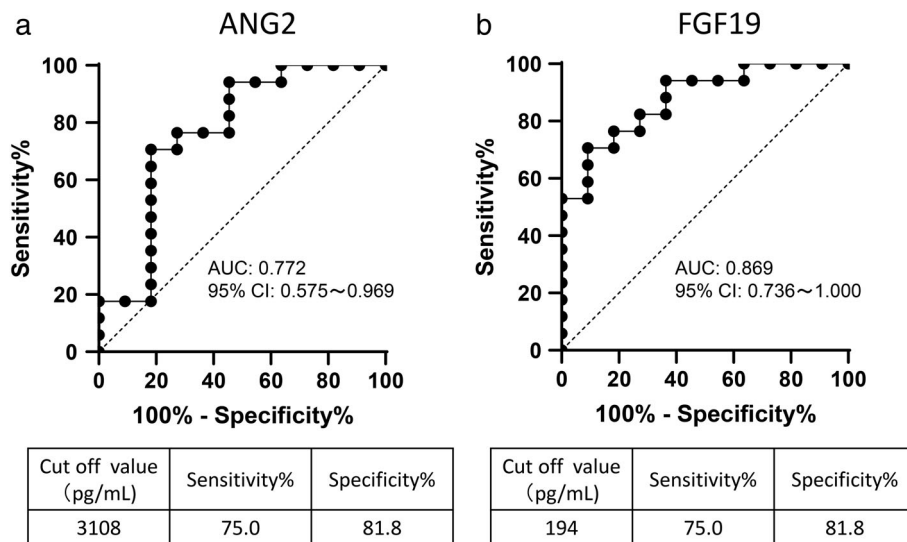 a
ANG2
100
80
60
40
20
0
Sensitivity%
AUC: 0.772
95% CI: 0.575～0.969
0 20 40 60 80 100
100% - Specificity%
Cut off value (pg/mL) Sensitivity% Specificity%
3108 75.0 81.8
b
FGF19
100
80
60
40
20
0
Sensitivity%
AUC: 0.869
95% CI: 0.736～1.000
0 20 40 60 80 100
100% - Specificity%
Cut off value (pg/mL) Sensitivity% Specificity%
194 75.0 81.8